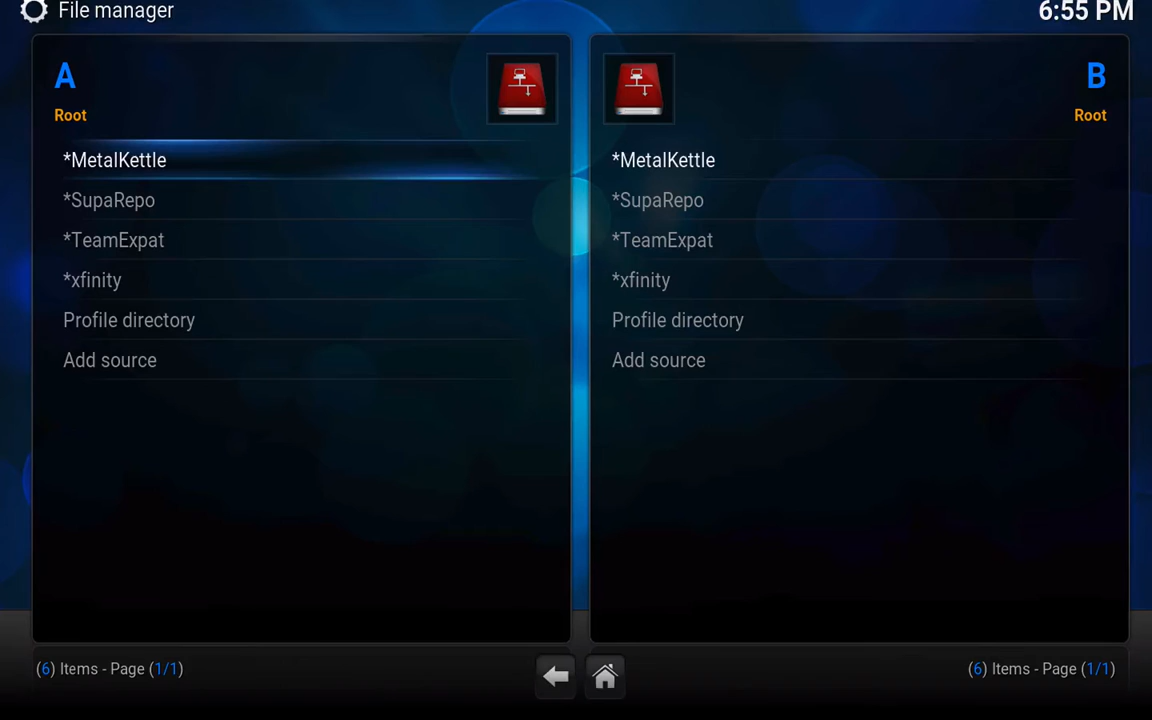 File manager
6:55 PM
A
Root
*MetalKettle
*SupaRepo
*TeamExpat
*xfinity
Profile directory
Add source
(6) Items - Page (1/1)
B
Root
*MetalKettle
*SupaRepo
*TeamExpat
*xfinity
Profile directory
Add source
(6) Items - Page (1/1)